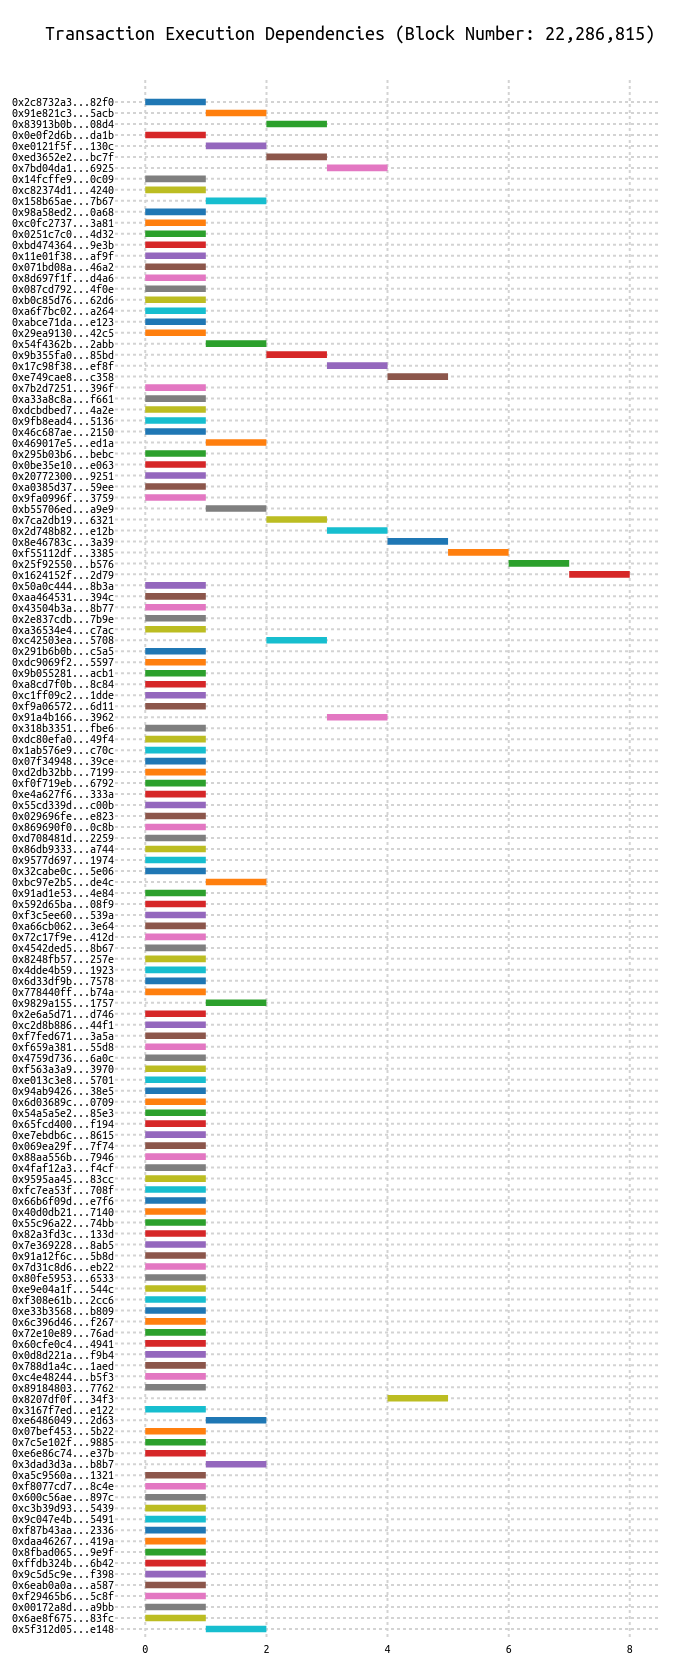 Transaction Execution Dependencies (Block Number: 22,286,815)
0x2c8732a3...82f0
0x91e821c3...5acb
0x83913b0b...08d4
0x0e0f2d6b...da1b
0xe0121f5f...130c
0xed3652e2...bc7f
0x7bd04da1...6925
0x14fcffe9...0c09
0xc82374d1...4240
0x158b65ae...7b67
0x98a58ed2...0a68
0xc0fc2737...3a81
0x0251c7c0...4d32
0xbd474364...9e3b
0x11e01f38...af9f
0x071bd08a...46a2
0x8d697f1f...d4a6
0x087cd792...4f0e
0xb0c85d76...62d6
0xa6f7bc02...a264
0xabce71da...e123
0x29ea9130...42c5
0x54f4362b...2abb
0x9b355fa0...85bd
0x17c98f38...ef8f
0xe749cae8...c358
0x7b2d7251...396f
0xa33a8c8a...f661
0xdcbdbed7...4a2e
0x9fb8ead4...5136
0x46c687ae...2150
0x469017e5...ed1a
0x295b03b6...bebc
0x0be35e10...e063
0x20772300...9251
0xa0385d37...59ee
0x9fa0996f...3759
0xb55706ed...a9e9
0x7ca2db19...6321
0x2d748b82...e12b
0x8e46783c...3a39
0xf55112df...3385
0x25f92550...b576
0x1624152f...2d79
0x50a0c444...8b3a
0xaa464531...394c
0x43504b3a...8b77
0x2e837cdb...7b9e
0xa36534e4...c7ac
0xc42503ea...5708
0x291b6b0b...c5a5
0xdc9069f2...5597
0x9b055281...acb1
0xa8cd7f0b...8c84
0xc1ff09c2...1dde
0xf9a06572...6d11
0x91a4b166...3962
0x318b3351...fbe6
0xdc80efa0...49f4
0x1ab576e9...c70c
0x07f34948...39ce
0xd2db32bb...7199
0xf0f719eb...6792
0xe4a627f6...333a
0x55cd339d...c00b
0x029696fe...e823
0x869690f0...0c8b
0xd708481d...2259
0x86db9333...a744
0x9577d697...1974
0x32cabe0c...5e06
0xbc97e2b5...de4c
0x91ad1e53...4e84
0x592d65ba...08f9
0xf3c5ee60...539a
0xa66cb062...3e64
0x72c17f9e...412d
0x4542ded5...8b67
0x8248fb57...257e
0x4dde4b59...1923
0x6d33df9b...7578
0x778440ff...b74a
0x9829a155...1757
0x2e6a5d71...d746
0xc2d8b886...44f1
0xf7fed671...3a5a
0xf659a381...55d8
0x4759d736...6a0c
0xf563a3a9...3970
0xe013c3e8...5701
0x94ab9426...38e5
0x6d03689c...0709
0x54a5a5e2...85e3
0x65fcd400...f194
0xe7ebdb6c...8615
0x069ea29f...7f74
0x88aa556b...7946
0x4faf12a3...f4cf
0x9595aa45...83cc
0xfc7ea53f...708f
0x66b6f09d...e7f6
0x40d0db21...7140
0x55c96a22...74bb
0x82a3fd3c...133d
0x7e369228...8ab5
0x91a12f6c...5b8d
0x7d31c8d6...eb22
0x80fe5953...6533
0xe9e04a1f...544c
0xf308e61b...2cc6
0xe33b3568...b809
0x6c396d46...f267
0x72e10e89...76ad
0x60cfe0c4...4941
0x0d8d221a...f9b4
0x788d1a4c...1aed
0xc4e48244...b5f3
0x89184803...7762
0x8207df0f...34f3
0x3167f7ed...e122
0xe6486049...2d63
0x07bef453...5b22
0x7c5e102f...9885
0xe6e86c74...e37b
0x3dad3d3a...b8b7
0xa5c9560a...1321
0xf8077cd7...8c4e
0x600c56ae...897c
0xc3b39d93...5439
0x9c047e4b...5491
0xf87b43aa...2336
0xdaa46267...419a
0x8fbad065...9e9f
0xffdb324b...6b42
0x9c5d5c9e...f398
0x6eab0a0a...a587
0xf29465b6...5c8f
0x00172a8d...a9bb
0x6ae8f675...83fc
0x5f312d05...e148
0 2 4 6 8